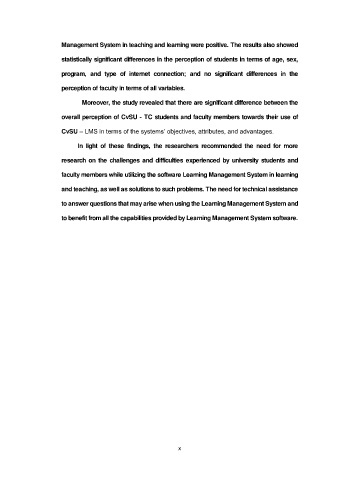 Management System in teaching and learning were positive. The results also showed
statistically significant differences in the perception of students in terms of age, sex,
program, and type of internet connection; and no significant differences in the
perception of faculty in terms of all variables.
Moreover, the study revealed that there are significant difference between the
overall perception of CvSU - TC students and faculty members towards their use of
CvSU – LMS in terms of the systems' objectives, attributes, and advantages.
In light of these findings, the researchers recommended the need for more
research on the challenges and difficulties experienced by university students and
faculty members while utilizing the software Learning Management System in learning
and teaching, as well as solutions to such problems. The need for technical assistance
to answer questions that may arise when using the Learning Management System and
to benefit from all the capabilities provided by Learning Management System software.
x